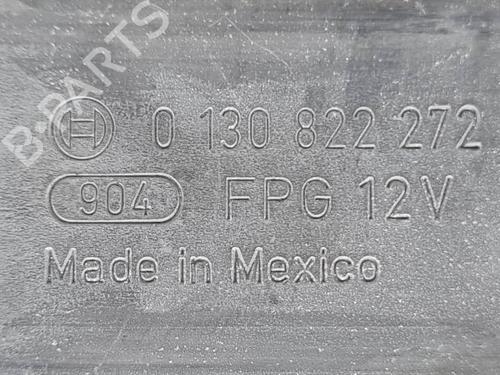 B-PARTS
0 130 822 272
904 FPG 12V
Made in Mexico